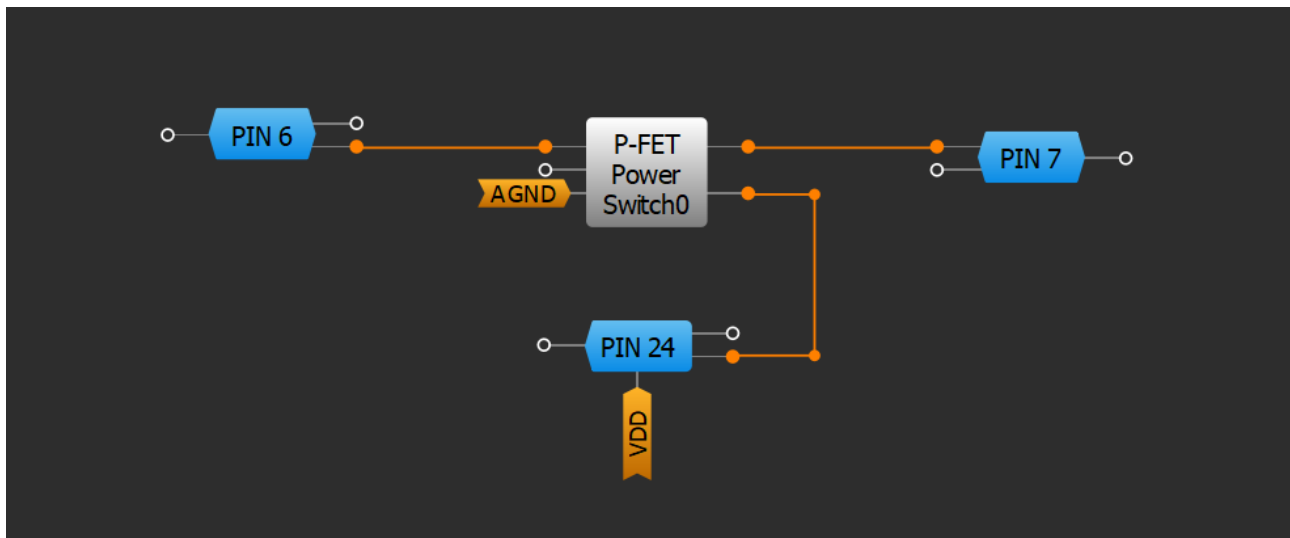 PIN 6
P-FET
Power
Switch0
AGND
PIN 7
PIN 24
VDD